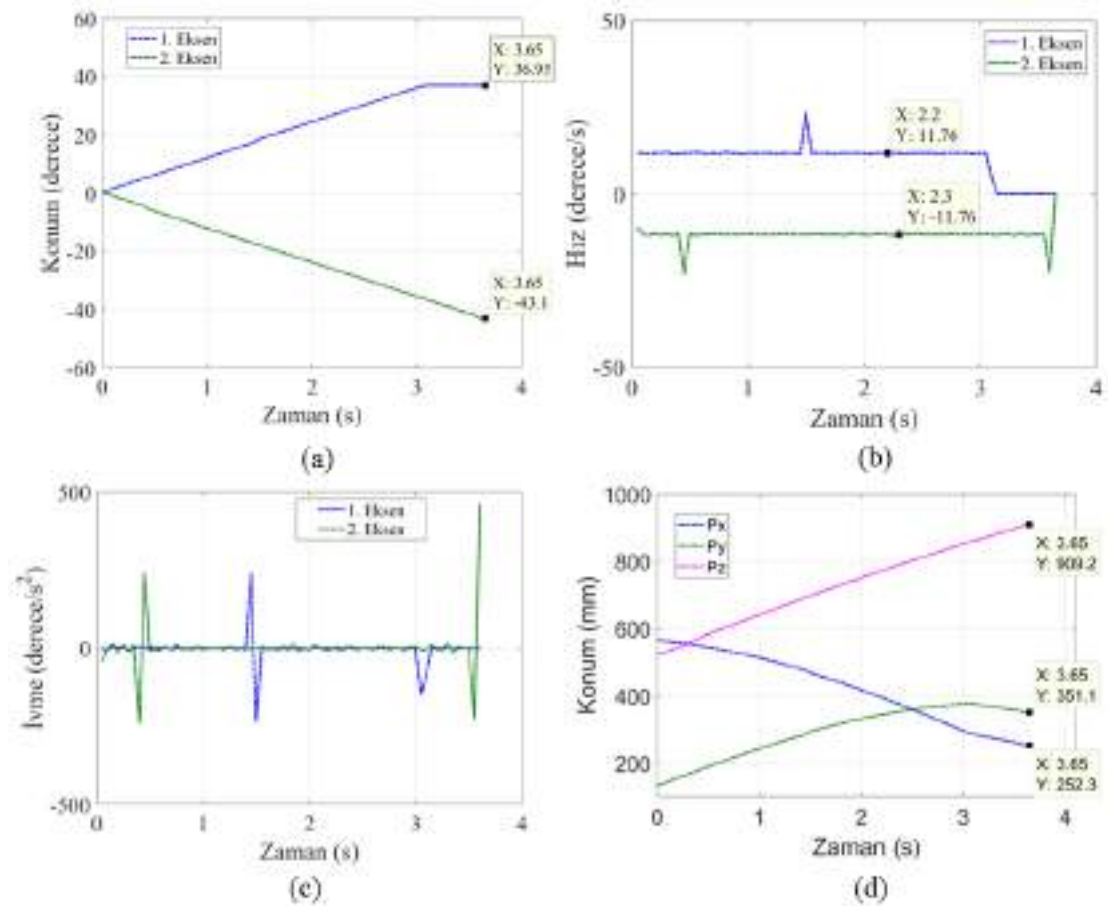 60
40
20
0
-20
-40
-60
Konum (derece)
1. Eksen
2. Eksen
X: 3.65
X: 3.65
Y: -43.1
0
1
2
3
4
Zaman (s)
(a)
50
0
-50
Hız (derece/s)
1. Eksen
2. Eksen
X: 2.2
Y: 11.76
X: 2.3
Y: -11.76
0
1
2
3
4
Zaman (s)
(b)
500
0
-500
İvme (derece/s²)
1. Eksen
2. Eksen
0
1
2
3
4
Zaman (s)
(c)
1000
800
600
400
200
Konum (mm)
Px
Py
Pz
X: 3.65
Y: 909.2
X: 3.65
Y: 351.1
X: 3.65
Y: 252.3
0
1
2
3
4
Zaman (s)
(d)